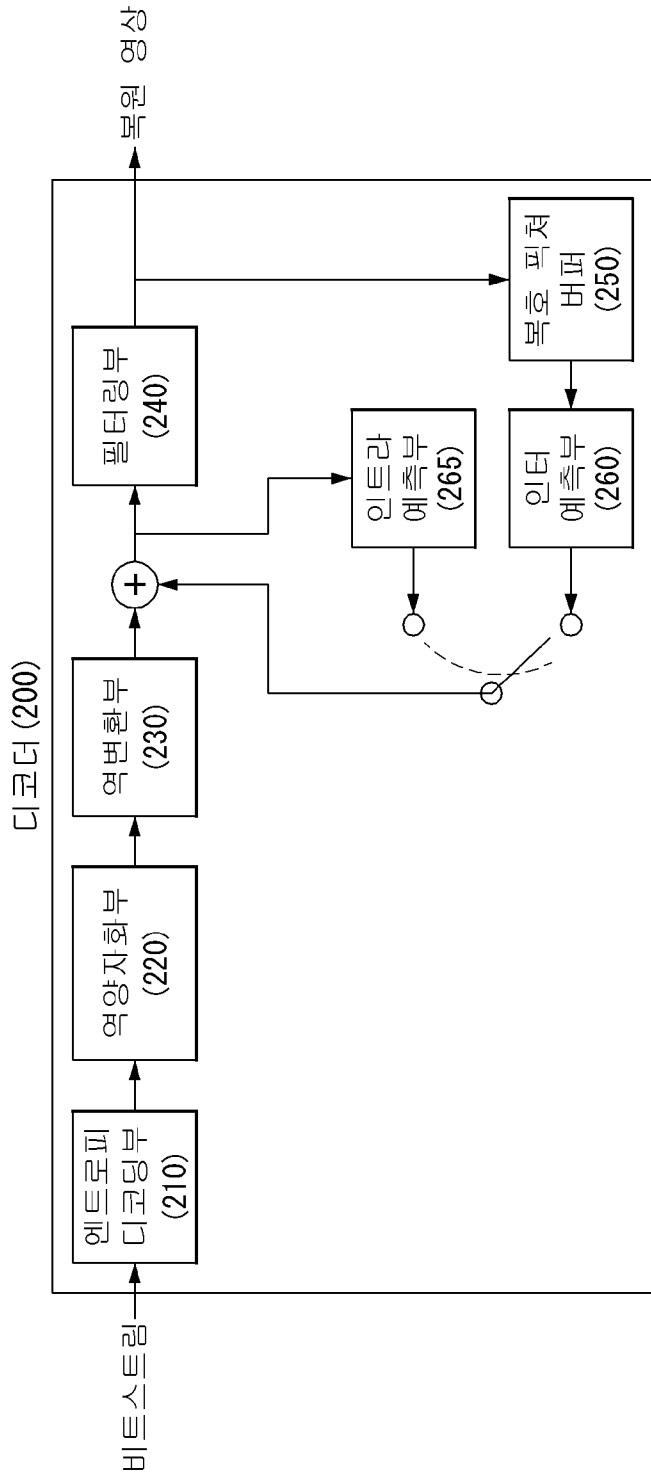 디코더 (200)
비트스트림
엔트로피
디코딩부
(210)
역양자화부
(220)
역변환부
(230)
+
필터링부
(240)
복원 영상
인트라
예측부
(265)
인터
예측부
(260)
복호 픽쳐
버퍼
(250)